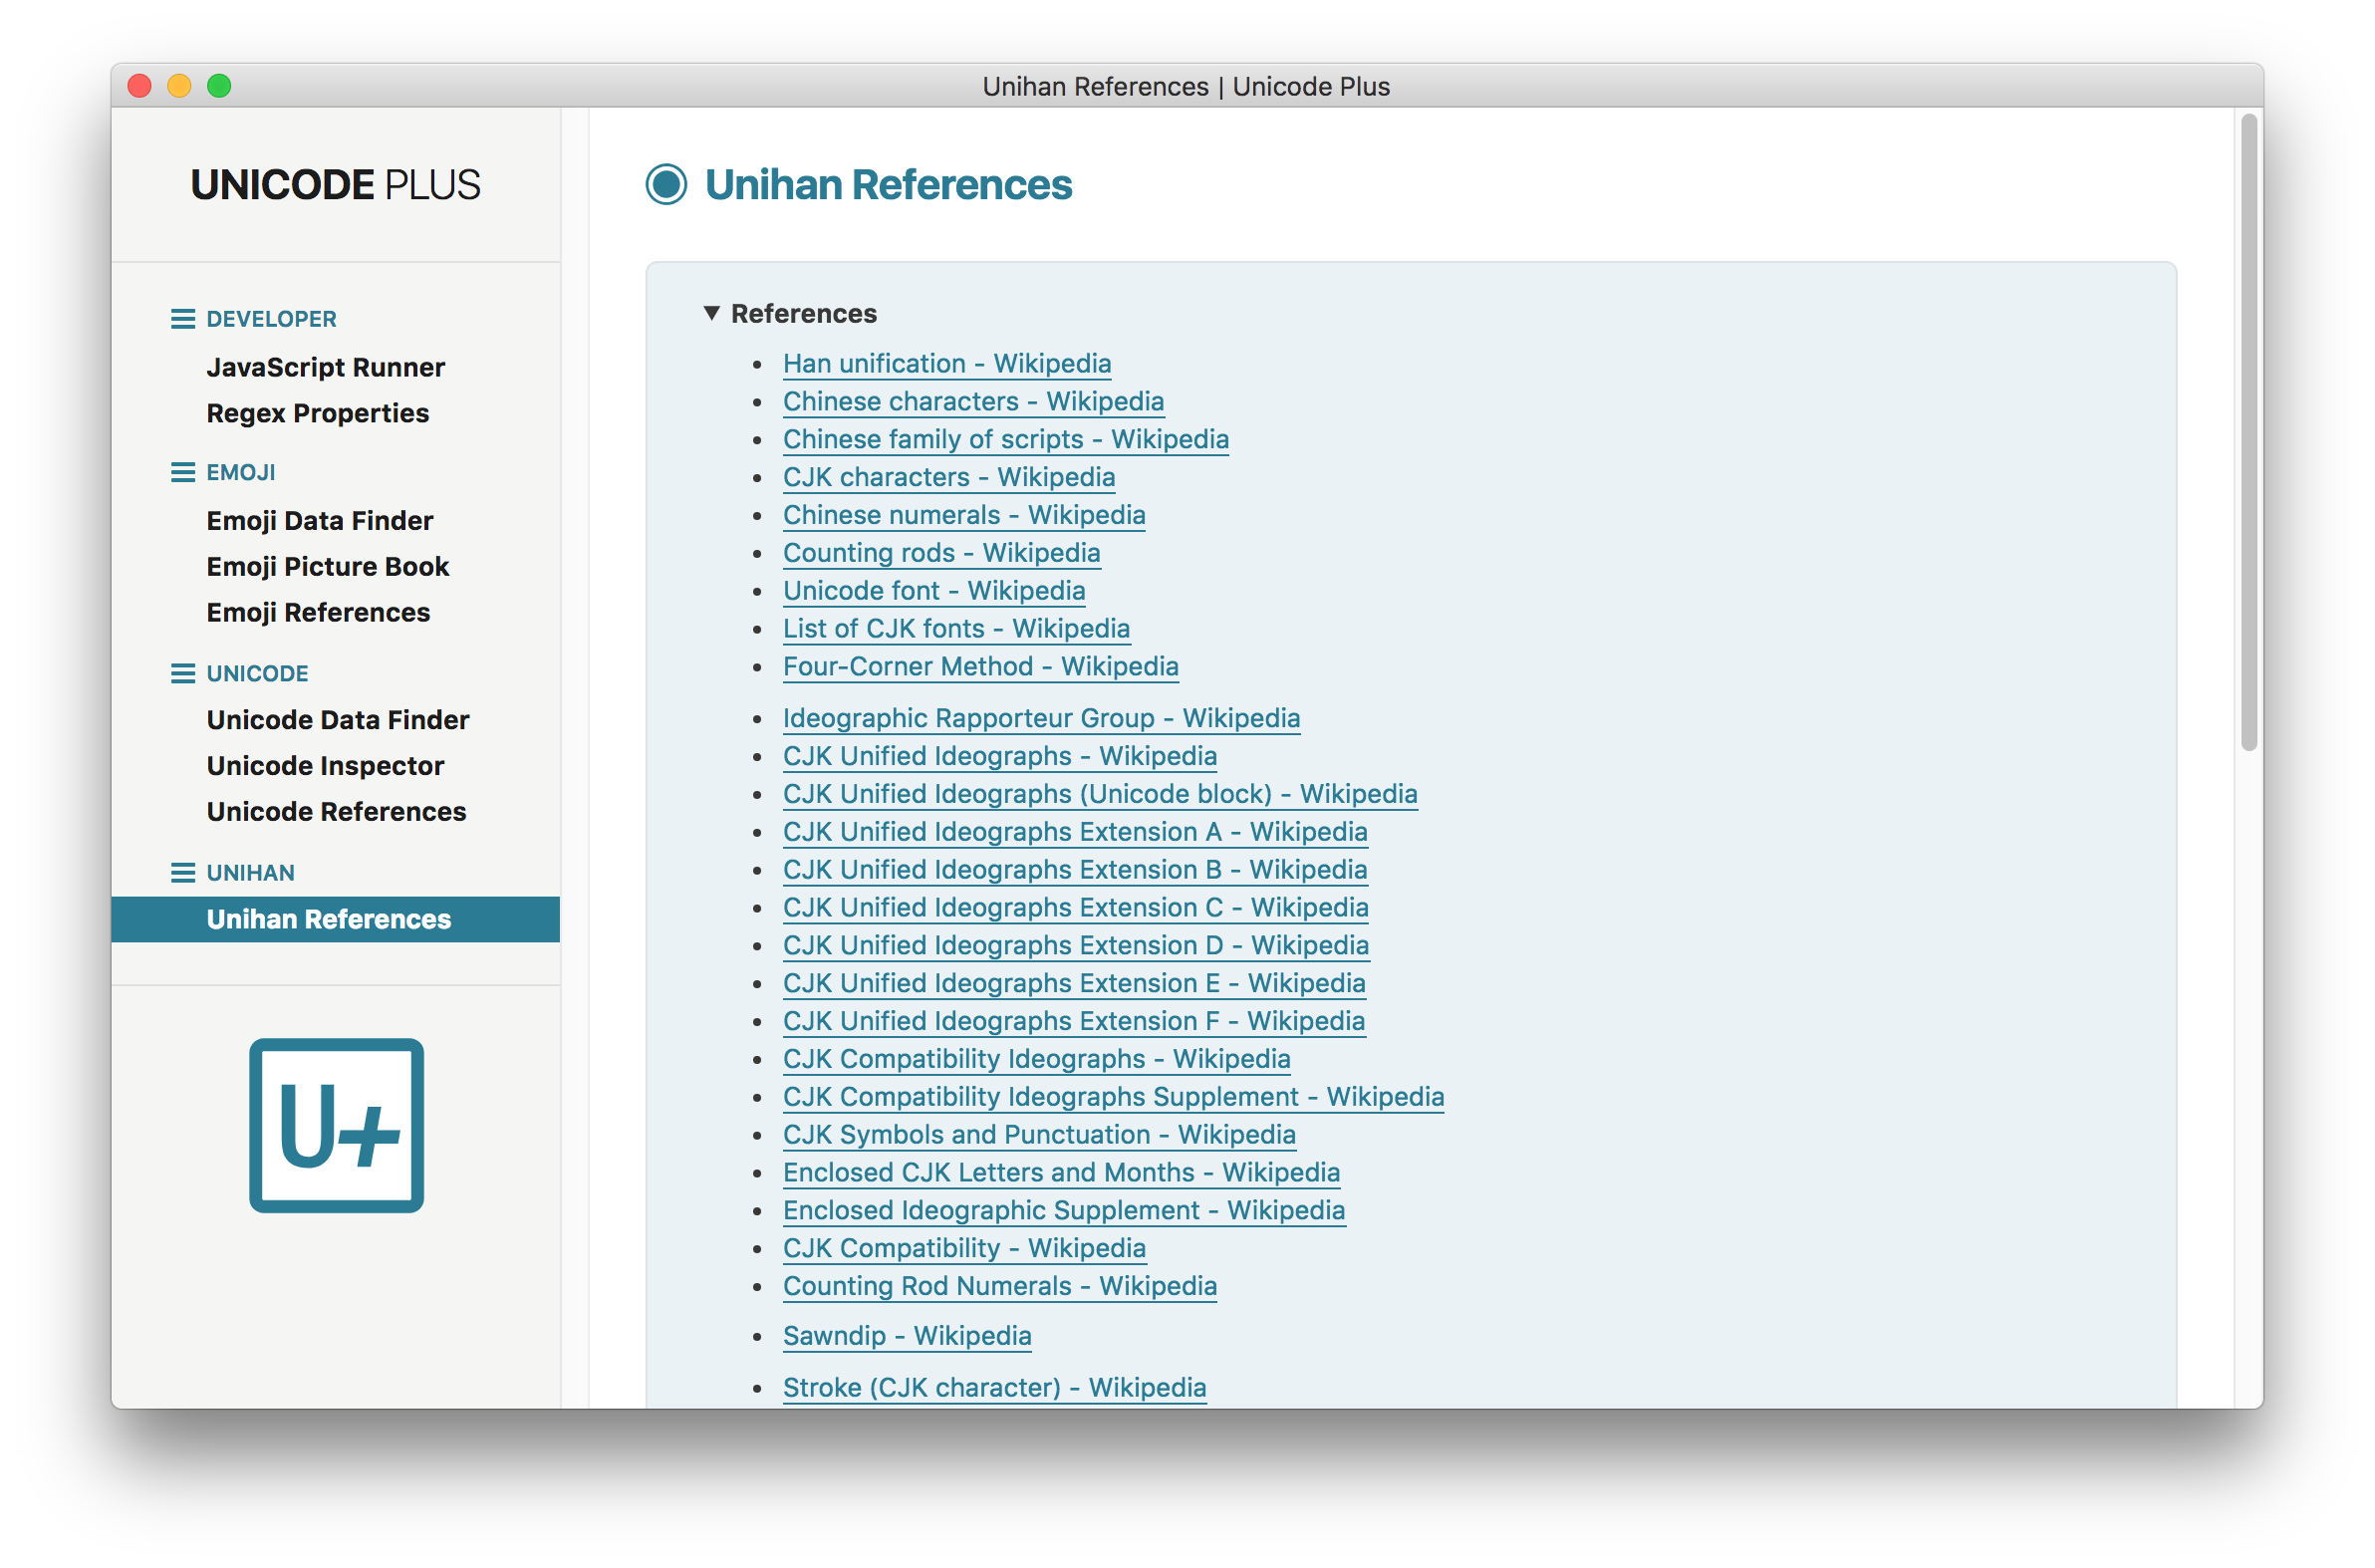 Unihan References | Unicode Plus
UNICODE PLUS
DEVELOPER
JavaScript Runner
Regex Properties
EMOJI
Emoji Data Finder
Emoji Picture Book
Emoji References
UNICODE
Unicode Data Finder
Unicode Inspector
Unicode References
UNIHAN
Unihan References
U+
Unihan References
References
Han unification - Wikipedia
Chinese characters - Wikipedia
Chinese family of scripts - Wikipedia
CJK characters - Wikipedia
Chinese numerals - Wikipedia
Counting rods - Wikipedia
Unicode font - Wikipedia
List of CJK fonts - Wikipedia
Four-Corner Method - Wikipedia
Ideographic Rapporteur Group - Wikipedia
CJK Unified Ideographs - Wikipedia
CJK Unified Ideographs (Unicode block) - Wikipedia
CJK Unified Ideographs Extension A - Wikipedia
CJK Unified Ideographs Extension B - Wikipedia
CJK Unified Ideographs Extension C - Wikipedia
CJK Unified Ideographs Extension D - Wikipedia
CJK Unified Ideographs Extension E - Wikipedia
CJK Unified Ideographs Extension F - Wikipedia
CJK Compatibility Ideographs - Wikipedia
CJK Compatibility Ideographs Supplement - Wikipedia
CJK Symbols and Punctuation - Wikipedia
Enclosed CJK Letters and Months - Wikipedia
Enclosed Ideographic Supplement - Wikipedia
CJK Compatibility - Wikipedia
Counting Rod Numerals - Wikipedia
Sawndip - Wikipedia
Stroke (CJK character) - Wikipedia